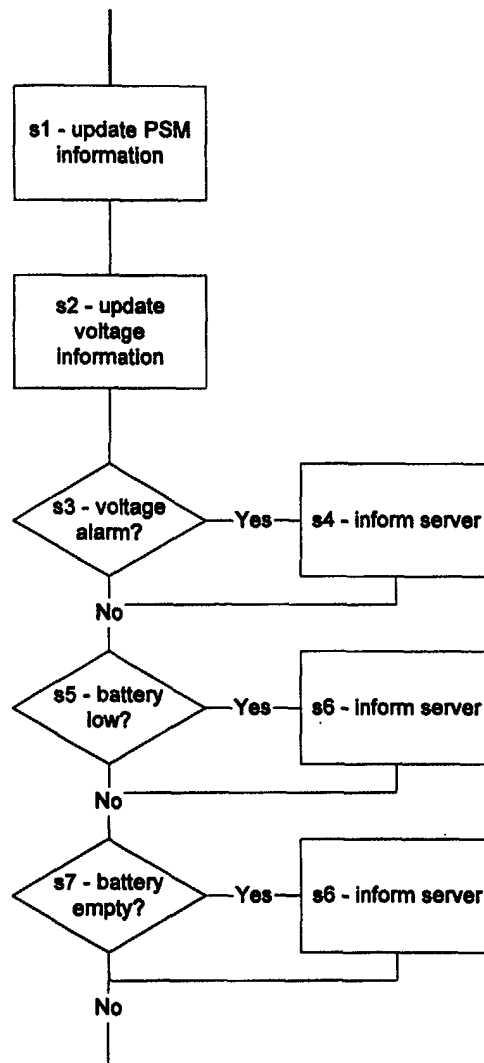 s1 - update PSM
information
s2 - update
voltage
information
s3 - voltage
alarm?
Yes
s4 - inform server
No
s5 - battery
low?
Yes
s6 - inform server
No
s7 - battery
empty?
Yes
s6 - inform server
No